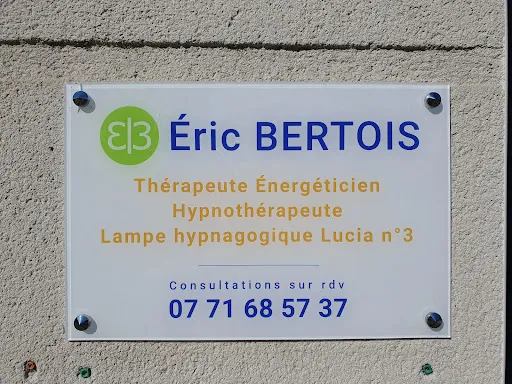 Éric BERTOIS
Thérapeute Énergéticien
Hypnothérapeute
Lampe hypnagogique Lucia n°3
Consultations sur rdv
07 71 68 57 37